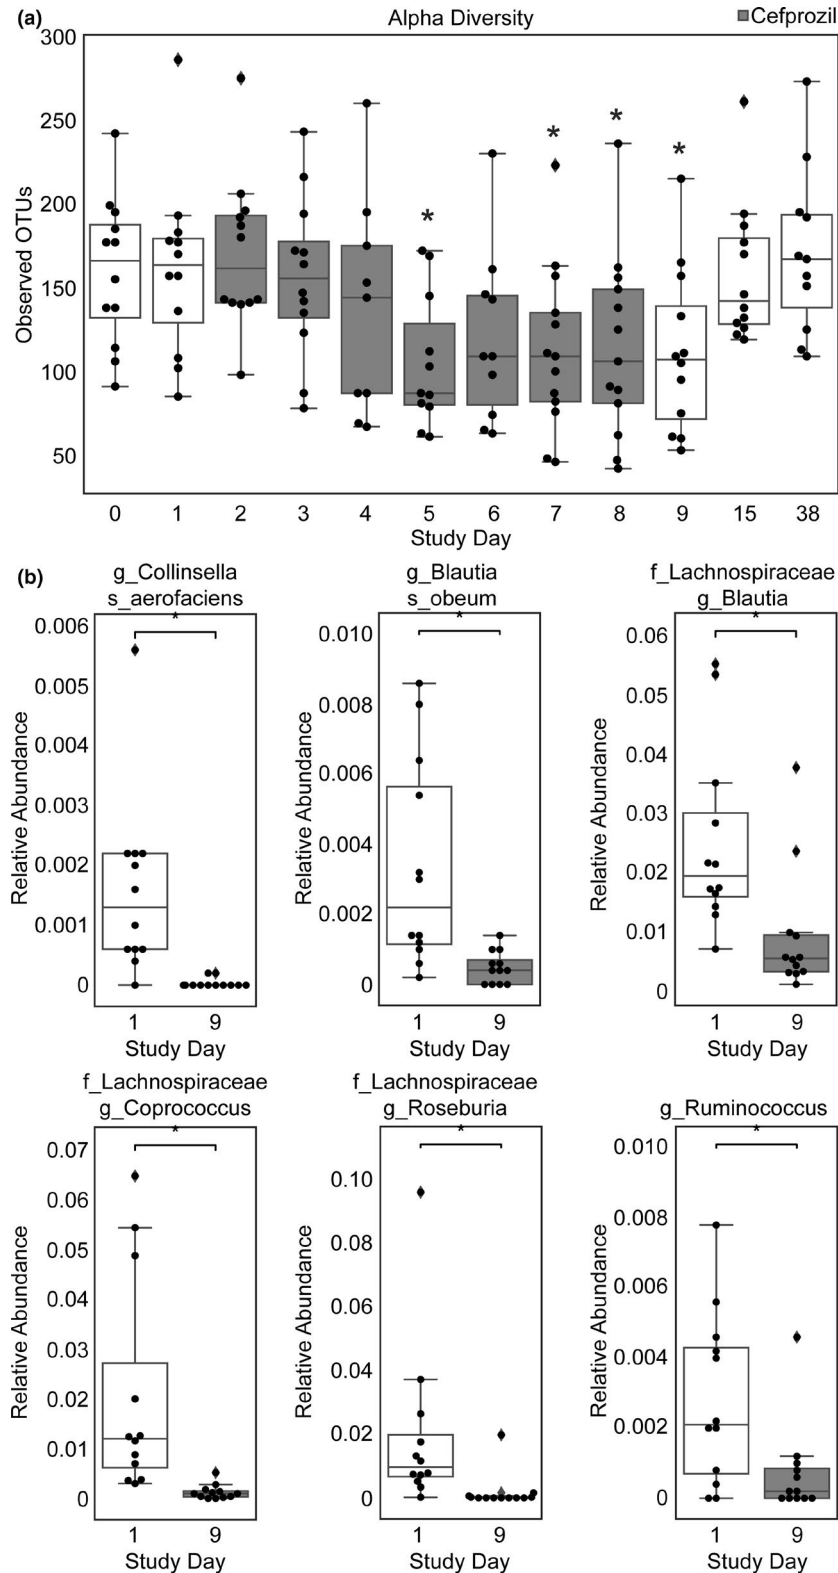 (a) Alpha Diversity Cefprozil
300
250
200
150
100
50
Observed OTUs
* * * *
0 1 2 3 4 5 6 7 8 9 15 38
Study Day
(b)
g_Collinsella
s_aerofaciens
*
0.006
0.005
0.004
0.003
0.002
0.001
0
Relative Abundance
1 9
Study Day
g_Blautia
s_obeum
*
0.010
0.008
0.006
0.004
0.002
0
Relative Abundance
1 9
Study Day
f_Lachnospiraceae
g_Blautia
*
0.06
0.05
0.04
0.03
0.02
0.01
0
Relative Abundance
1 9
Study Day
f_Lachnospiraceae
g_Coprococcus
*
0.07
0.06
0.05
0.04
0.03
0.02
0.01
0
Relative Abundance
1 9
Study Day
f_Lachnospiraceae
g_Roseburia
*
0.10
0.08
0.06
0.04
0.02
0
Relative Abundance
1 9
Study Day
g_Ruminococcus
*
0.010
0.008
0.006
0.004
0.002
0
Relative Abundance
1 9
Study Day